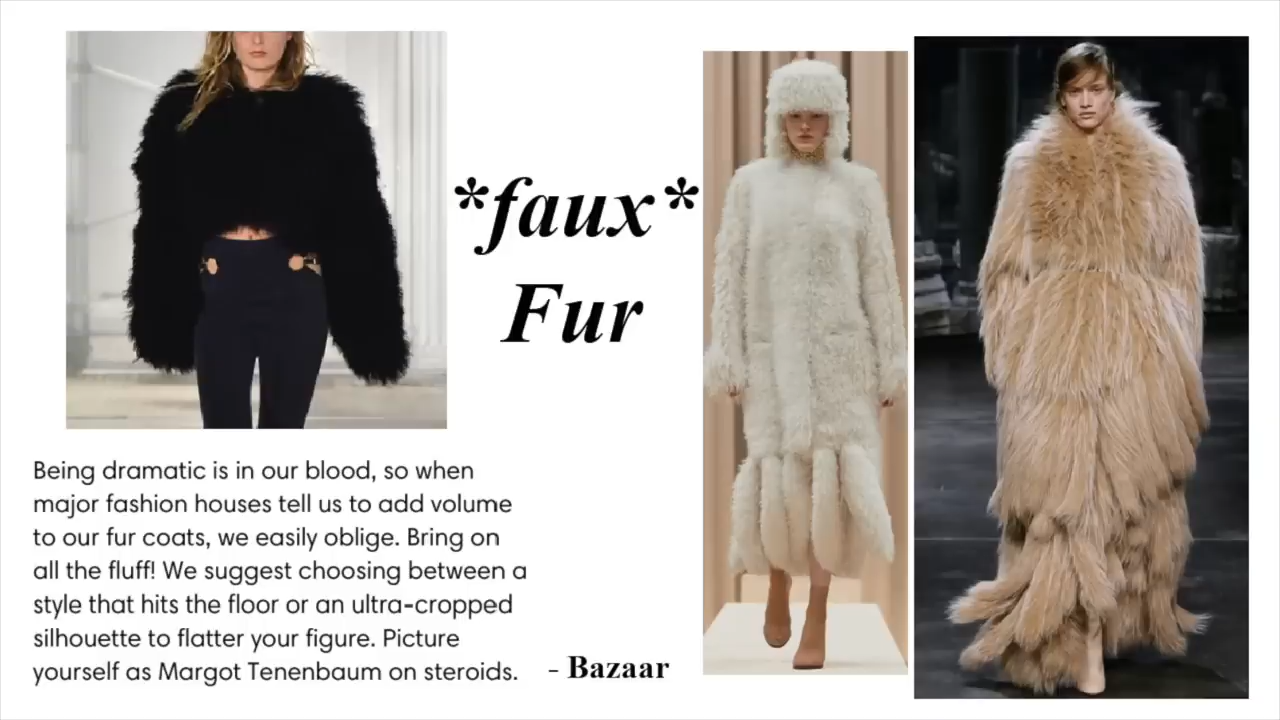 *faux*
Fur
Being dramatic is in our blood, so when
major fashion houses tell us to add volume
to our fur coats, we easily oblige. Bring on
all the fluff! We suggest choosing between a
style that hits the floor or an ultra-cropped
silhouette to flatter your figure. Picture
yourself as Margot Tenenbaum on steroids.
- Bazaar